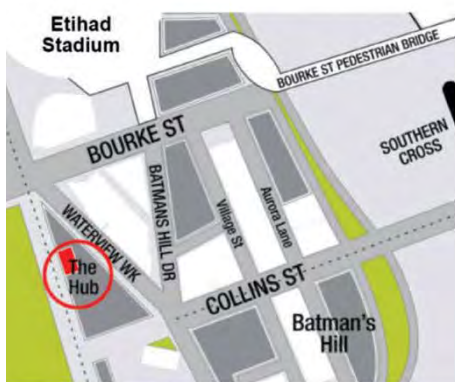 Etihad
Stadium
BOURKE ST PEDESTRIAN BRIDGE
SOUTHERN
CROSS
BOURKE ST
BATMANS HILL DR
Village St
Aurora Lane
WATERVIEW WK
The
Hub
COLLINS ST
Batman's
Hill